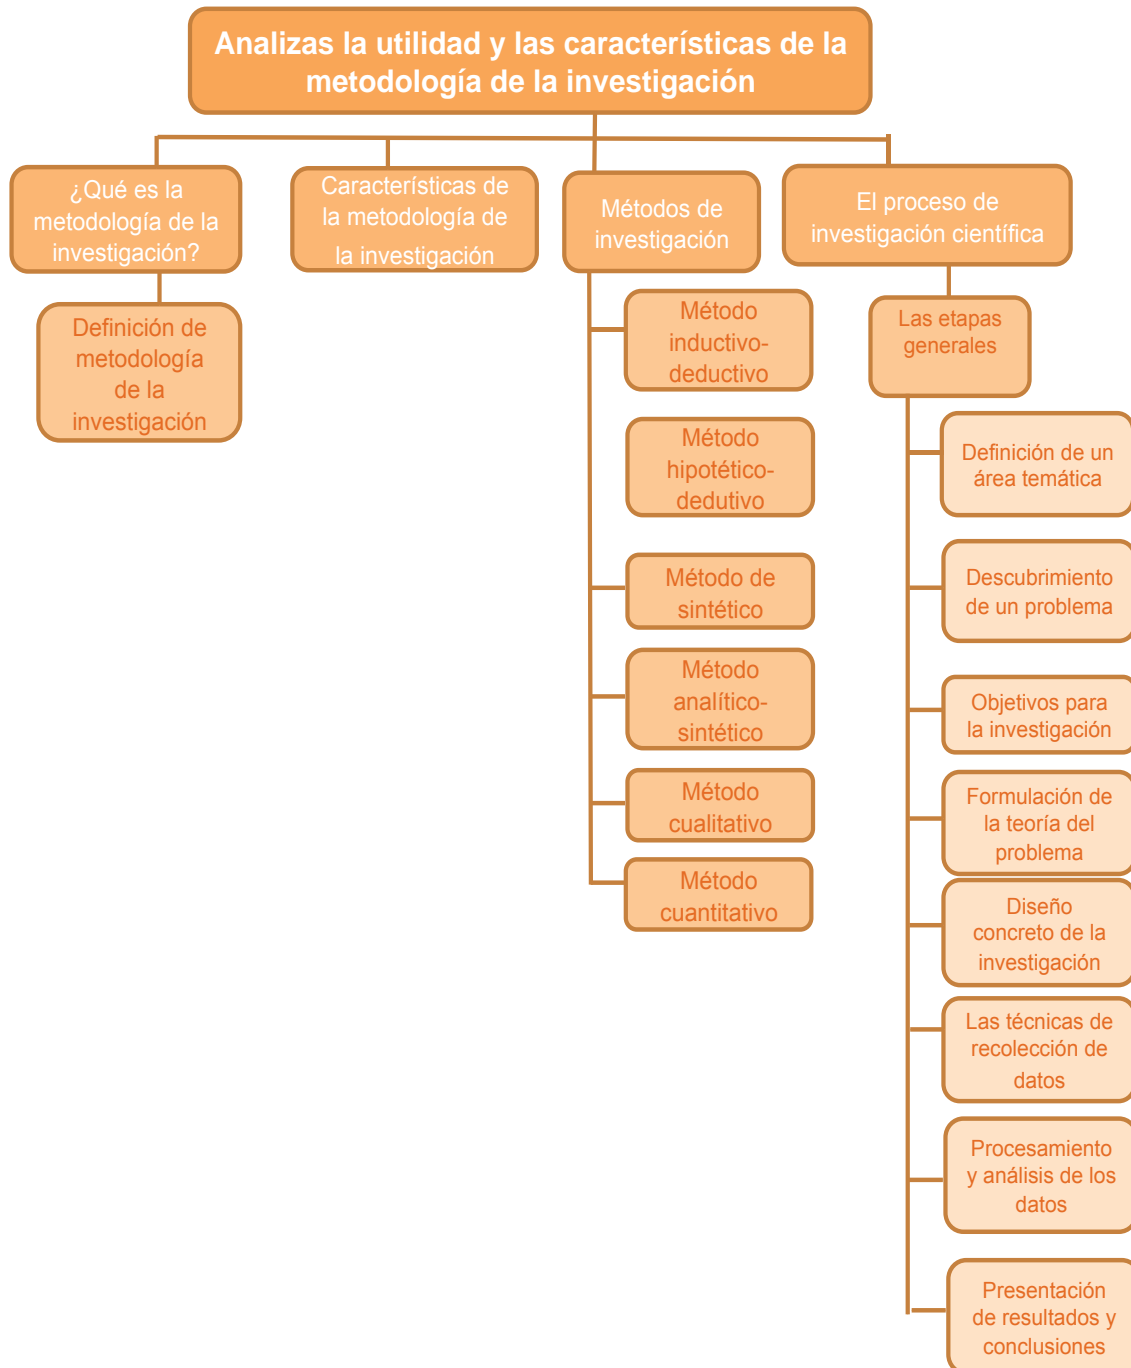 Analizas la utilidad y las características de la
metodología de la investigación
¿Qué es la
metodología de la
investigación?
Definición de
metodología
de la
investigación
Características de
la metodología de
la investigación
Métodos de
investigación
Método
inductivo-
deductivo
Método
hipotético-
dedutivo
Método de
sintético
Método
analítico-
sintético
Método
cualitativo
Método
cuantitativo
El proceso de
investigación científica
Las etapas
generales
Definición de un
área temática
Descubrimiento
de un problema
Objetivos para
la investigación
Formulación de
la teoría del
problema
Diseño
concreto de la
investigación
Las técnicas de
recolección de
datos
Procesamiento
y análisis de los
datos
Presentación
de resultados y
conclusiones